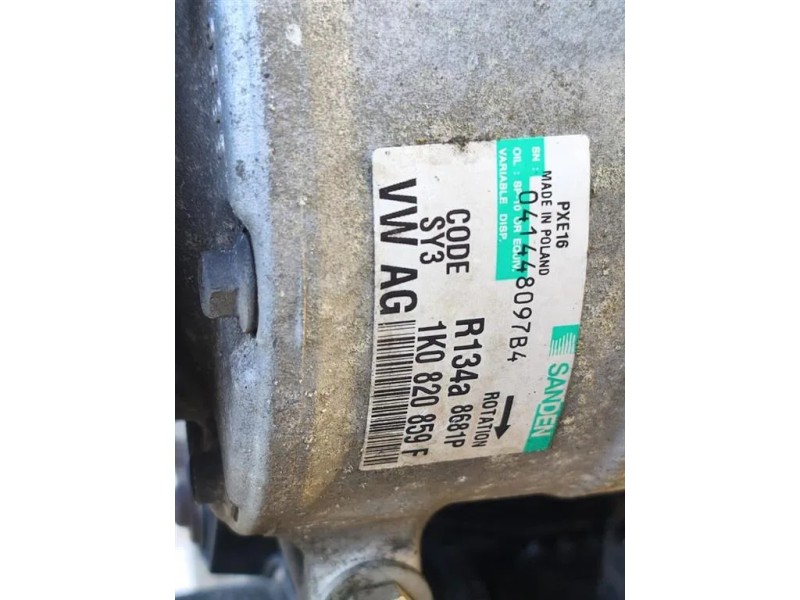 PXE16
MADE IN POLAND
SN : 041448097B4
OIL : SP-10 OR EQUIV.
VARIABLE DISP.
SANDEN
ROTATION
CODE
SY3
R134a 8681P
VW AG 1K0 820 859 F